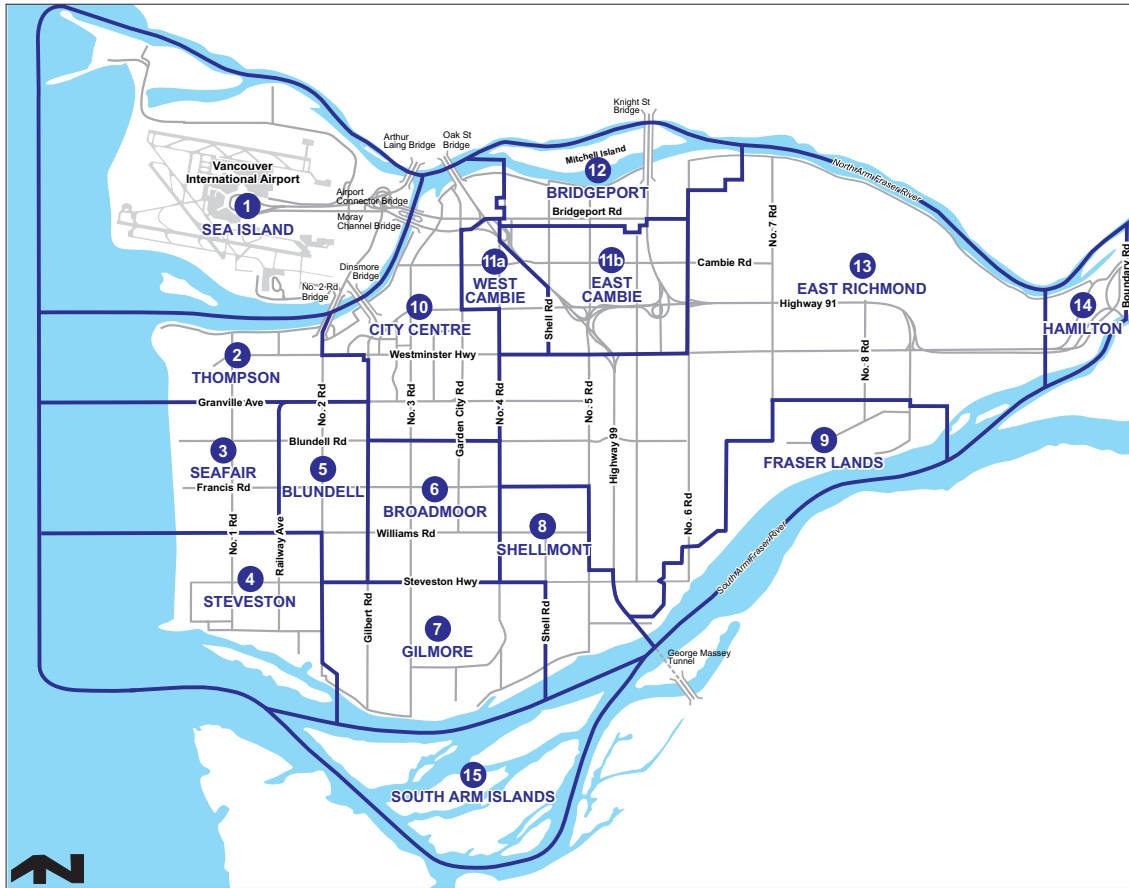 Knight St
Bridge
Arthur
Laing Bridge
Oak St
Bridge
Mitchell Island
12
BRIDGEPORT
Bridgeport Rd
North Arm Fraser River
Vancouver
International Airport
1
SEA ISLAND
Airport
Connector Bridge
Moray
Channel Bridge
Dinsmore
Bridge
No. 2 Rd
Bridge
11a
WEST
CAMBIE
11b
EAST
CAMBIE
Cambie Rd
No. 7 Rd
13
EAST RICHMOND
Highway 91
Boundary Rd
14
HAMILTON
10
CITY CENTRE
Shell Rd
Westminster Hwy
2
THOMPSON
Granville Ave
No. 2 Rd
No. 3 Rd
Garden City Rd
No. 4 Rd
No. 5 Rd
Highway 99
No. 8 Rd
Blundell Rd
3
SEAFAIR
Francis Rd
5
BLUNDELL
6
BROADMOOR
9
FRASER LANDS
No. 1 Rd
Railway Ave
Williams Rd
8
SHELLMONT
No. 6 Rd
South Arm Fraser River
4
STEVESTON
Steveston Hwy
Gilbert Rd
7
GILMORE
Shell Rd
George Massey
Tunnel
15
SOUTH ARM ISLANDS
N